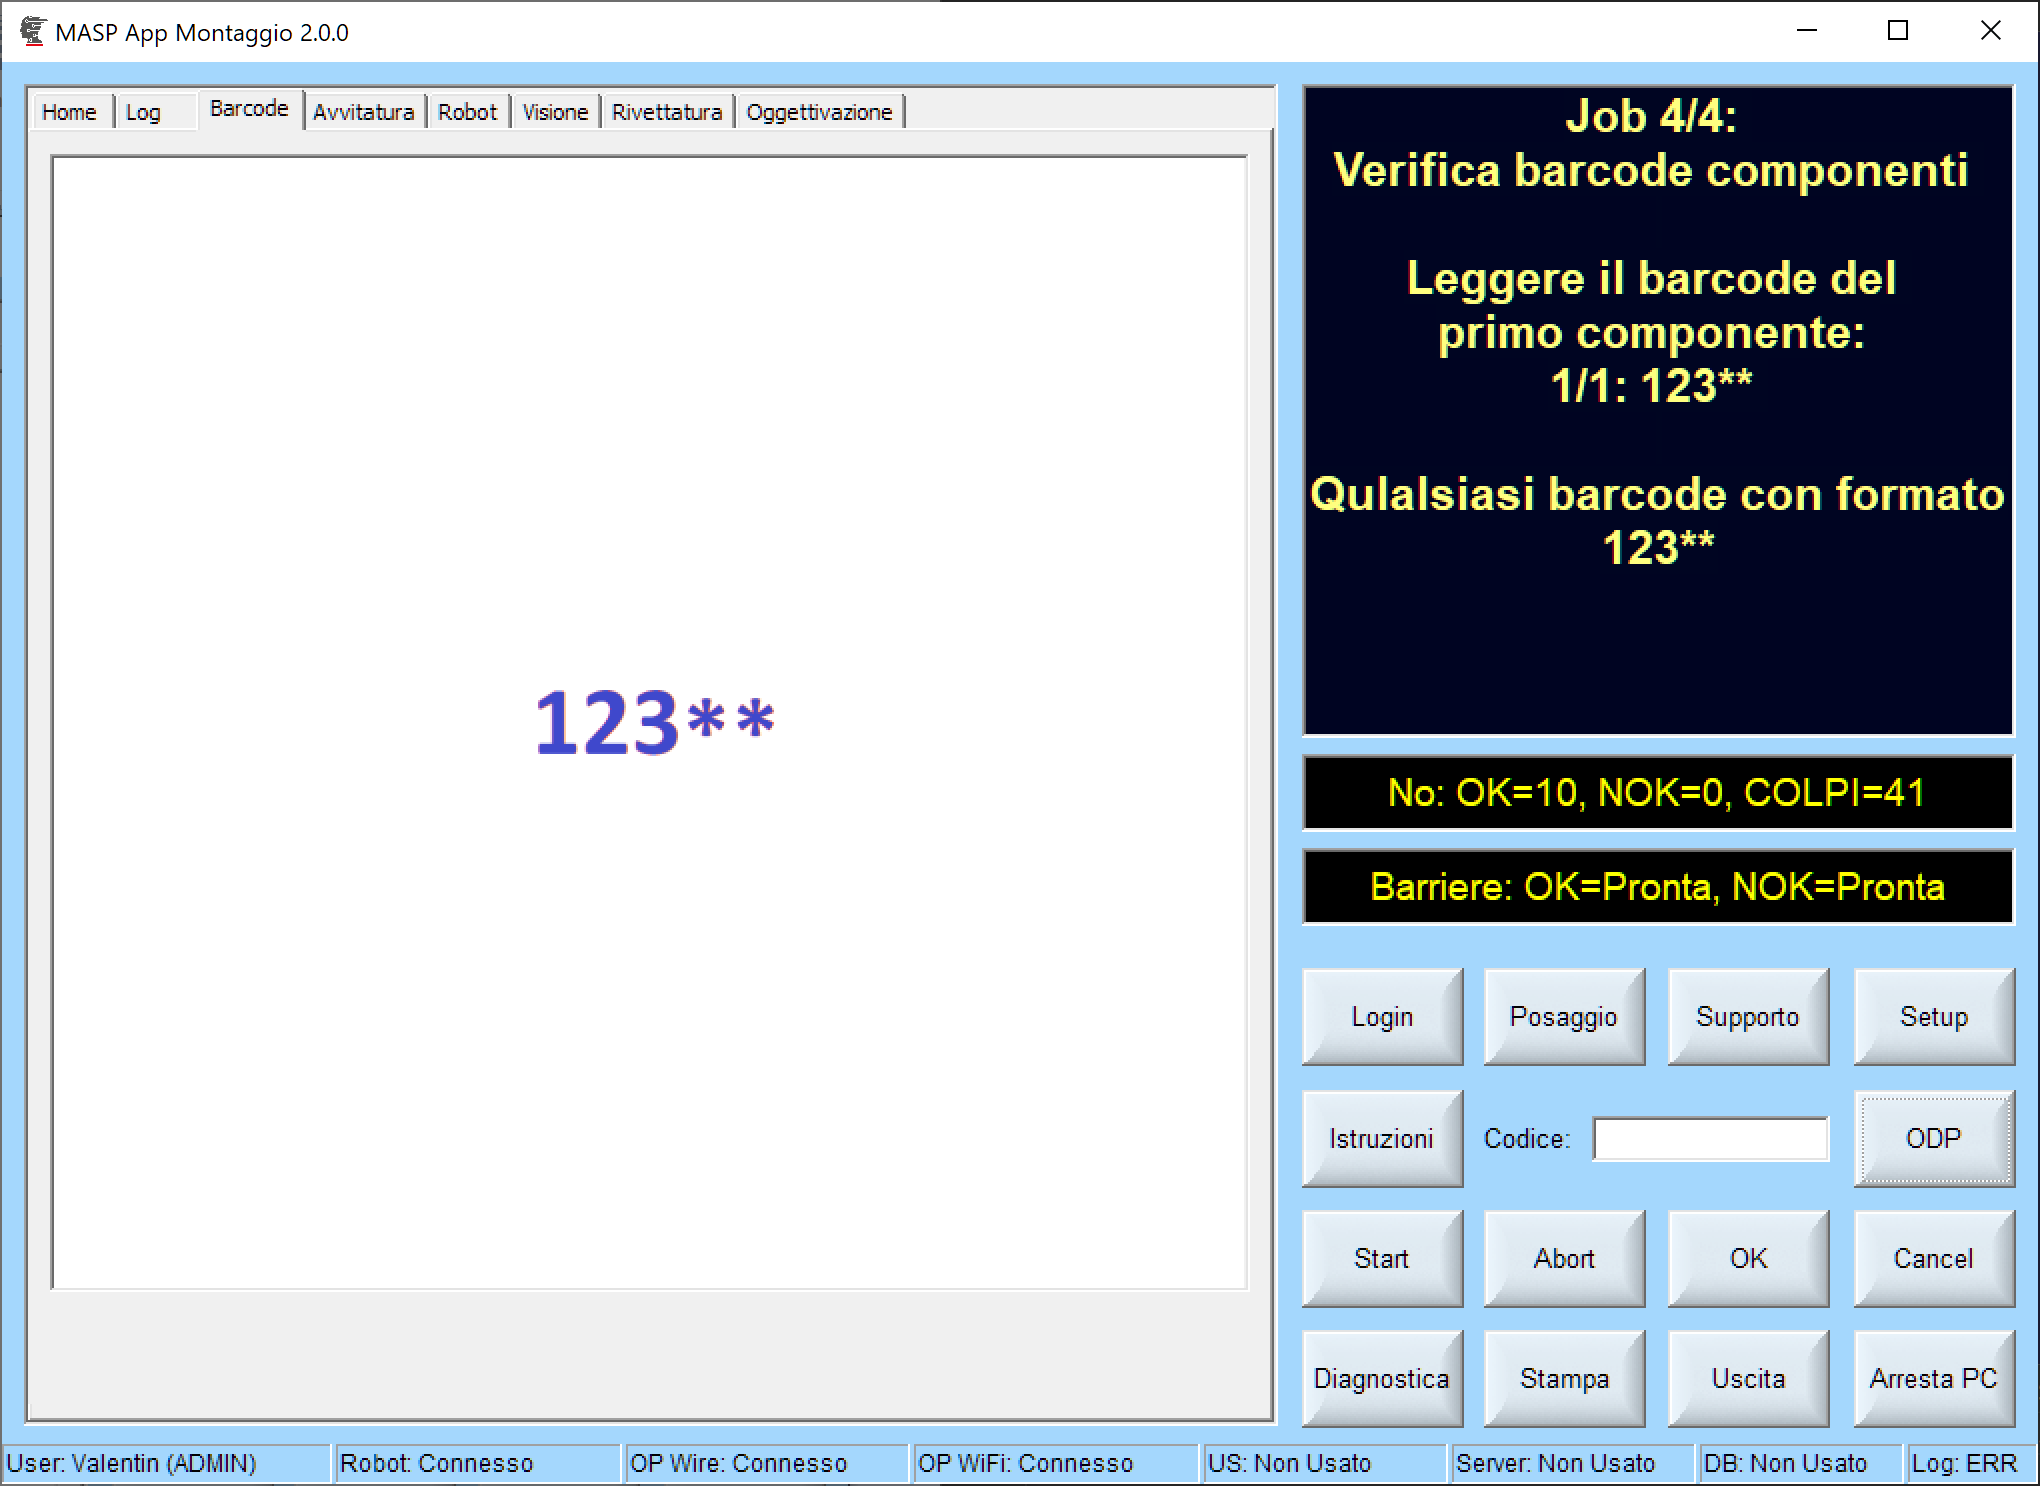 MASP App Montaggio 2.0.0
Home Log Barcode Avvitatura Robot Visione Rivettatura Oggettivazione
123**
Job 4/4:
Verifica barcode componenti
Leggere il barcode del
primo componente:
1/1: 123**
Qulalsiasi barcode con formato
123**
No: OK=10, NOK=0, COLPI=41
Barriere: OK=Pronta, NOK=Pronta
Login Posaggio Supporto Setup
Istruzioni Codice: ODP
Start Abort OK Cancel
Diagnostica Stampa Uscita Arresta PC
User: Valentin (ADMIN) Robot: Connesso OP Wire: Connesso OP WiFi: Connesso US: Non Usato Server: Non Usato DB: Non Usato Log: ERR